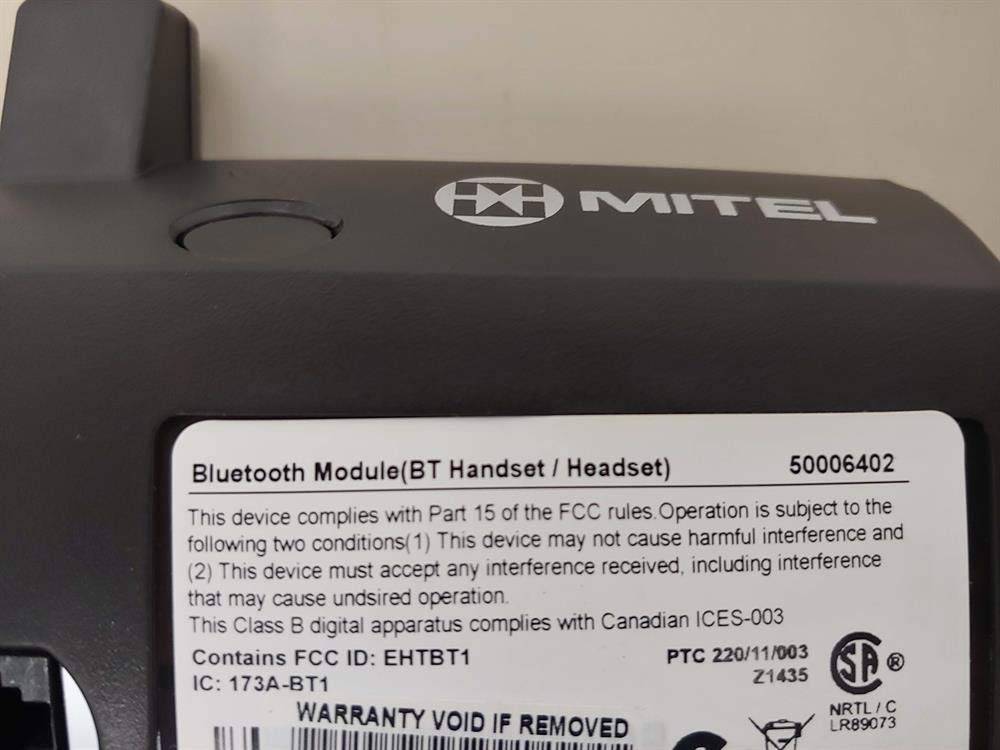 MITEL
Bluetooth Module(BT Handset / Headset) 50006402
This device complies with Part 15 of the FCC rules.Operation is subject to the
following two conditions(1) This device may not cause harmful interference and
(2) This device must accept any interference received, including interference
that may cause undsired operation.
This Class B digital apparatus complies with Canadian ICES-003
Contains FCC ID: EHTBT1
IC: 173A-BT1
PTC 220/11/003
Z1435
SA ®
NRTL / C
LR89073
WARRANTY VOID IF REMOVED